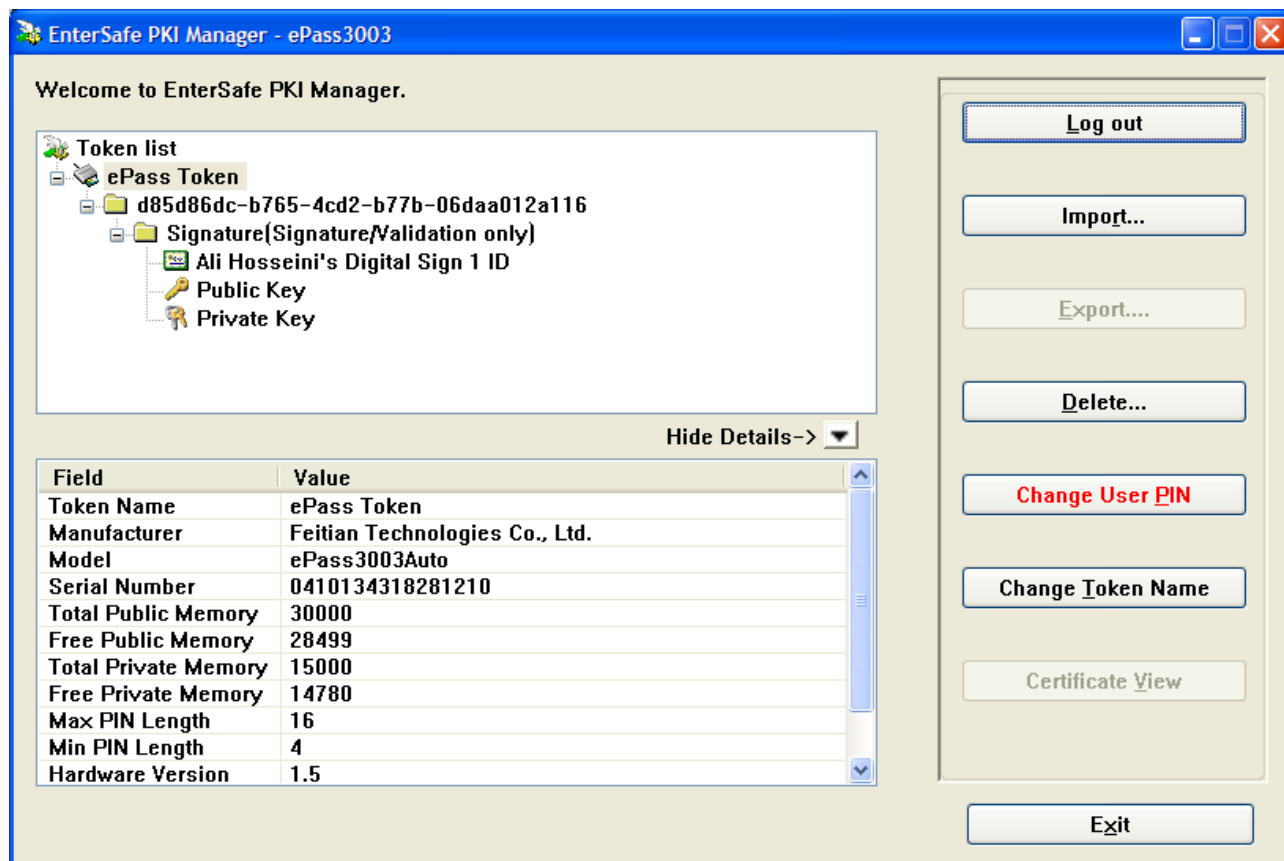 EnterSafe PKI Manager - ePass3003
Welcome to EnterSafe PKI Manager.
Token list
ePass Token
d85d86dc-b765-4cd2-b77b-06daa012a116
Signature(Signature/Validation only)
Ali Hosseini's Digital Sign 1 ID
Public Key
Private Key
Hide Details->
Field Value
Token Name ePass Token
Manufacturer Feitian Technologies Co., Ltd.
Model ePass3003Auto
Serial Number 0410134318281210
Total Public Memory 30000
Free Public Memory 28499
Total Private Memory 15000
Free Private Memory 14780
Max PIN Length 16
Min PIN Length 4
Hardware Version 1.5
Log out
Import...
Export....
Delete...
Change User PIN
Change Token Name
Certificate View
Exit